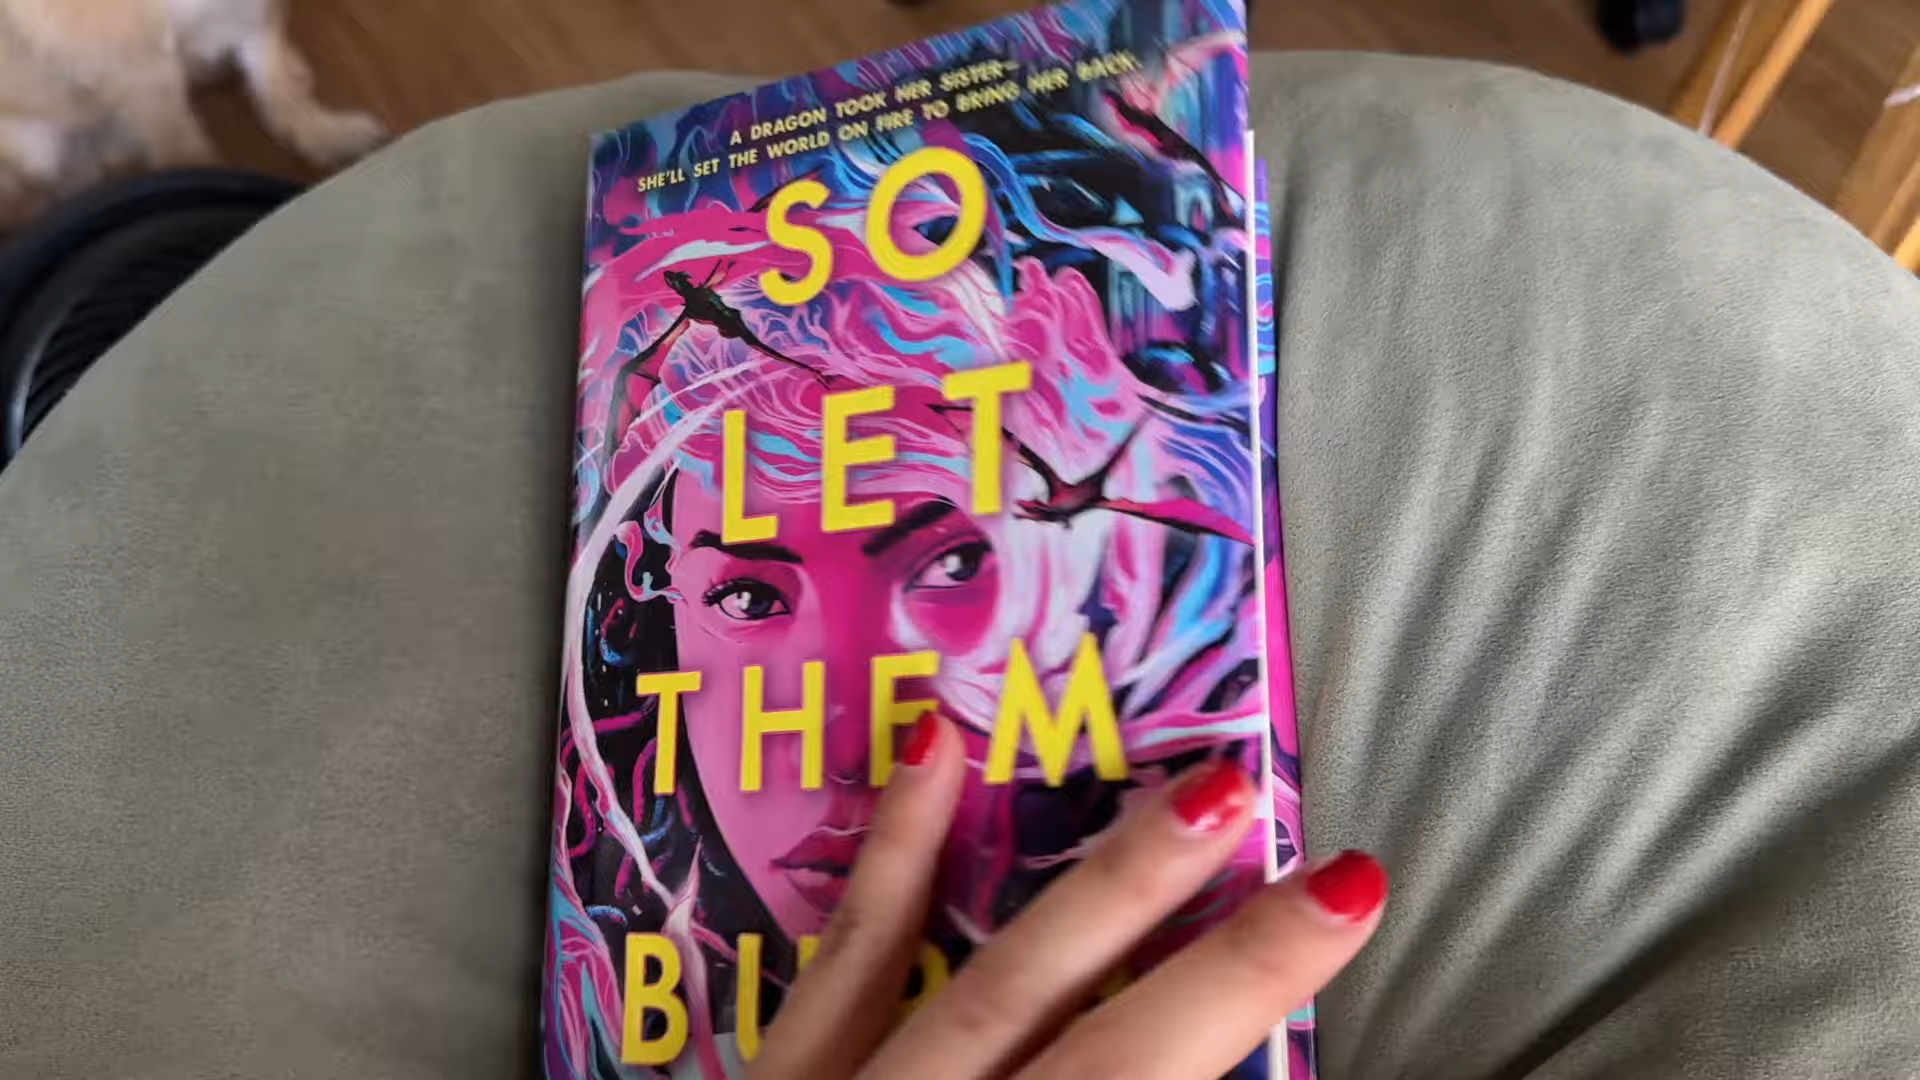 A DRAGON TOOK HER SISTER—
SHE'LL SET THE WORLD ON FIRE TO BRING HER BACK.
SO
LET
THEM